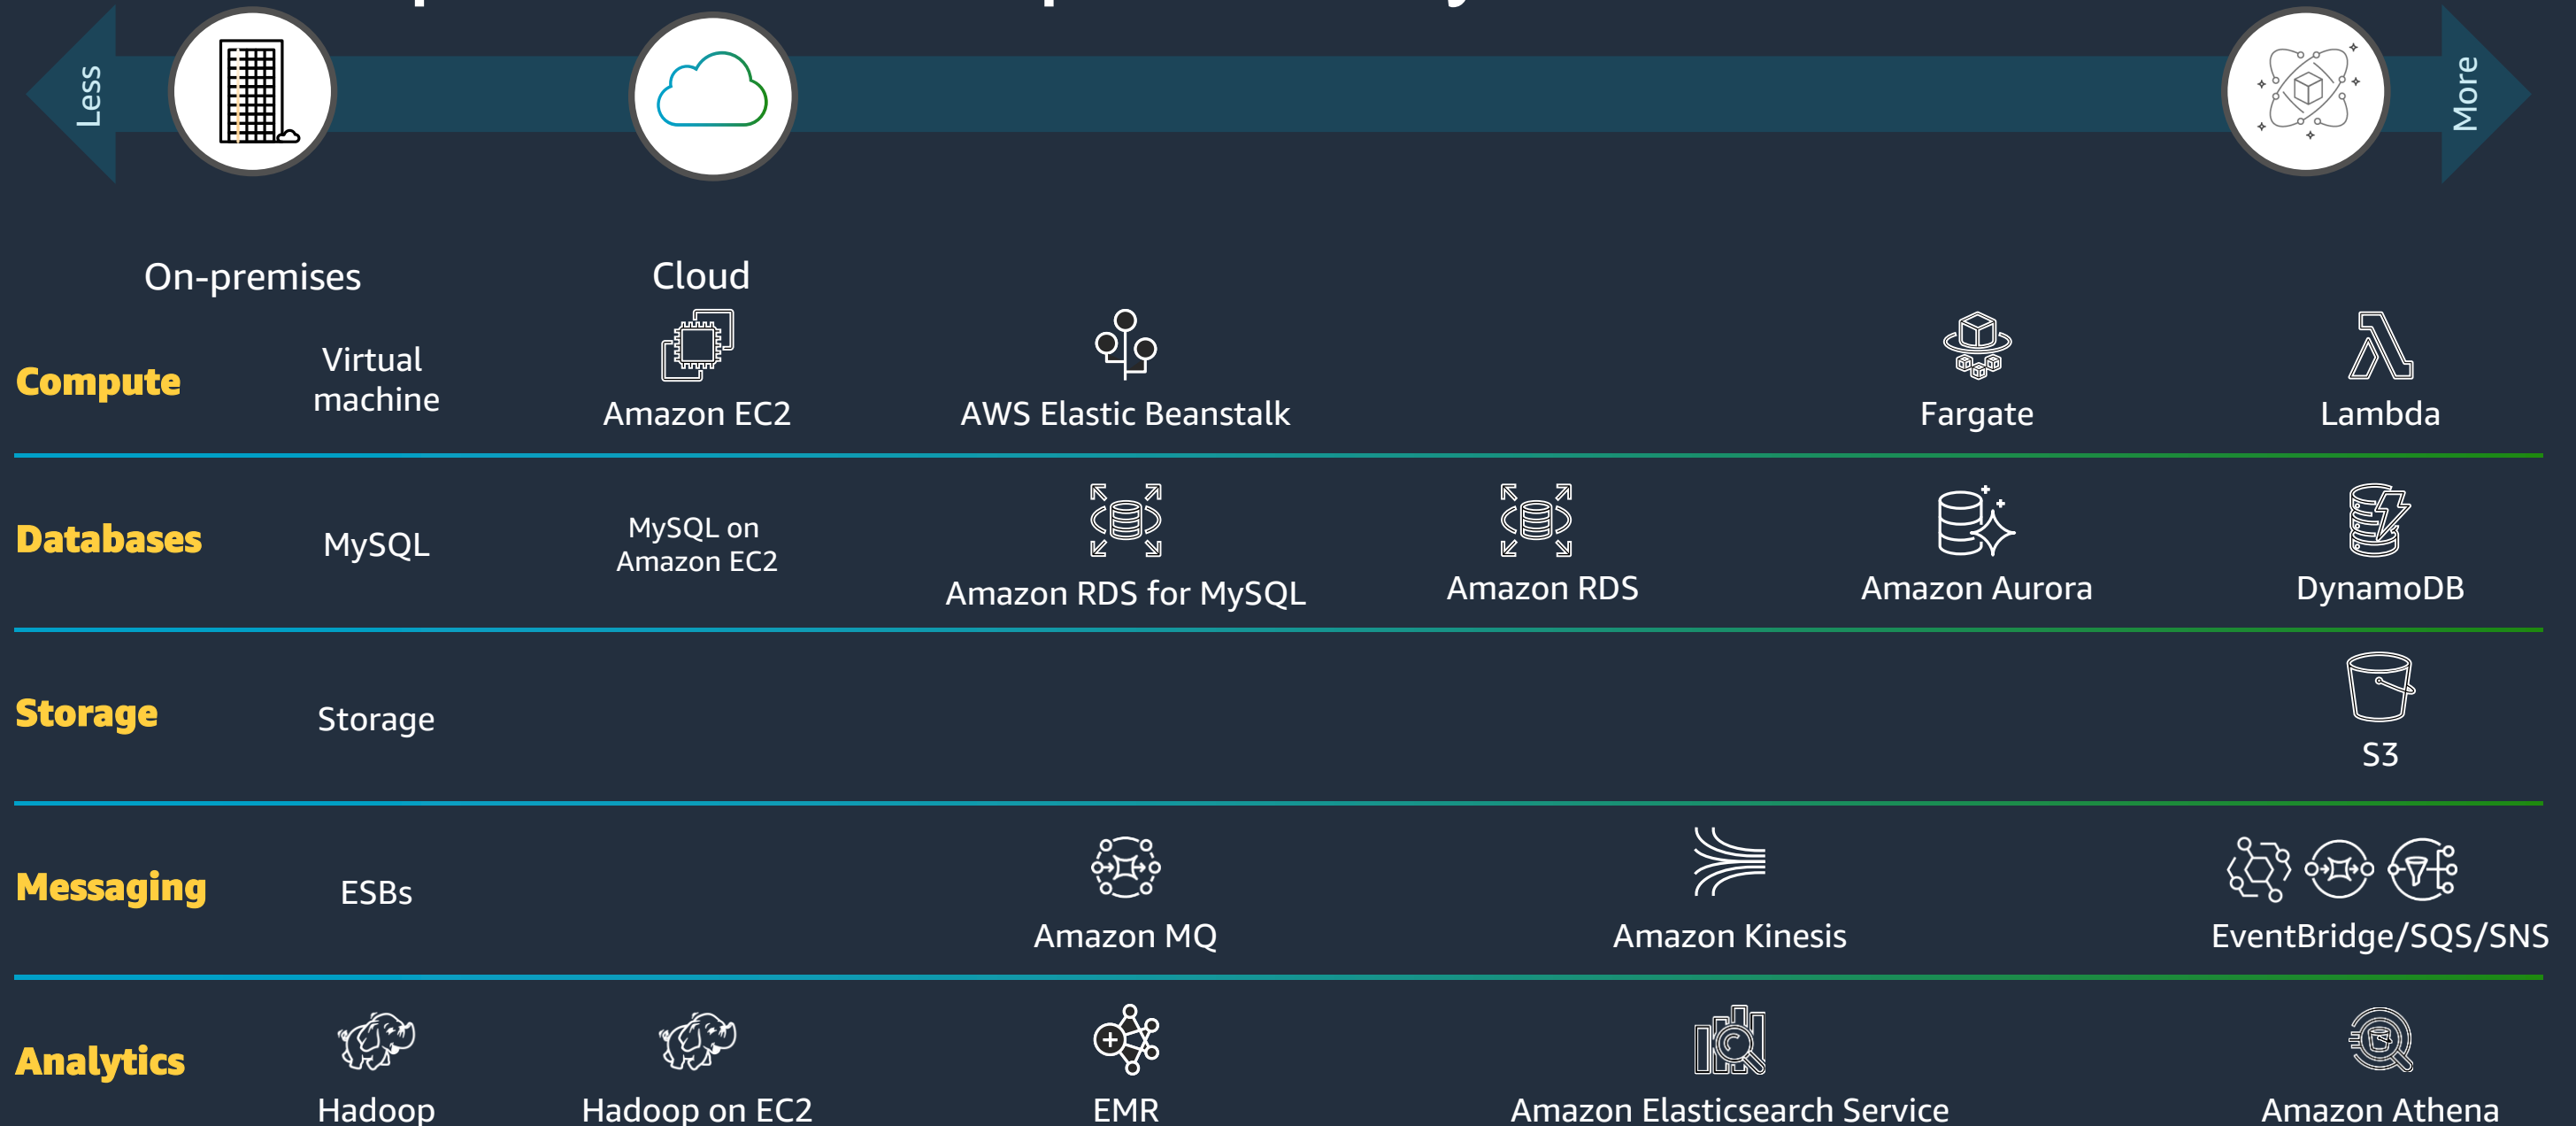 Less
More
On-premises
Cloud
Compute
Virtual
machine
Amazon EC2
AWS Elastic Beanstalk
Fargate
Lambda
Databases
MySQL
MySQL on
Amazon EC2
Amazon RDS for MySQL
Amazon RDS
Amazon Aurora
DynamoDB
Storage
Storage
S3
Messaging
ESBs
Amazon MQ
Amazon Kinesis
EventBridge/SQS/SNS
Analytics
Hadoop
Hadoop on EC2
EMR
Amazon Elasticsearch Service
Amazon Athena